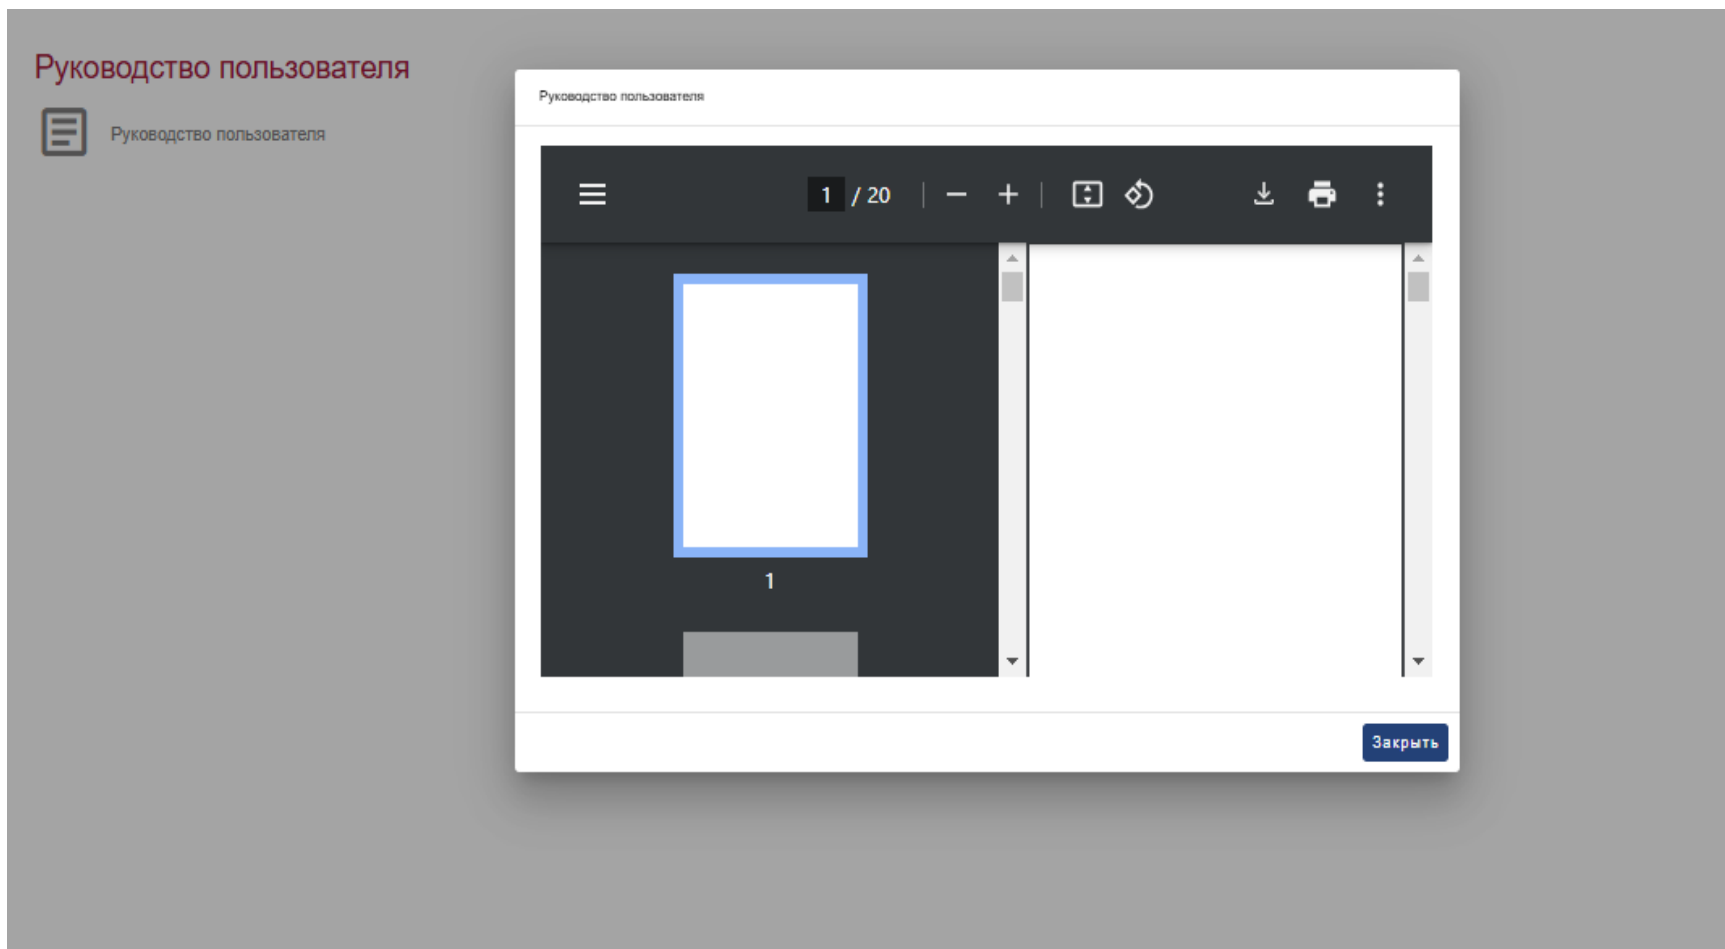 Руководство пользователя
Руководство пользователя
Руководство пользователя
1 / 20
1
Закрыть